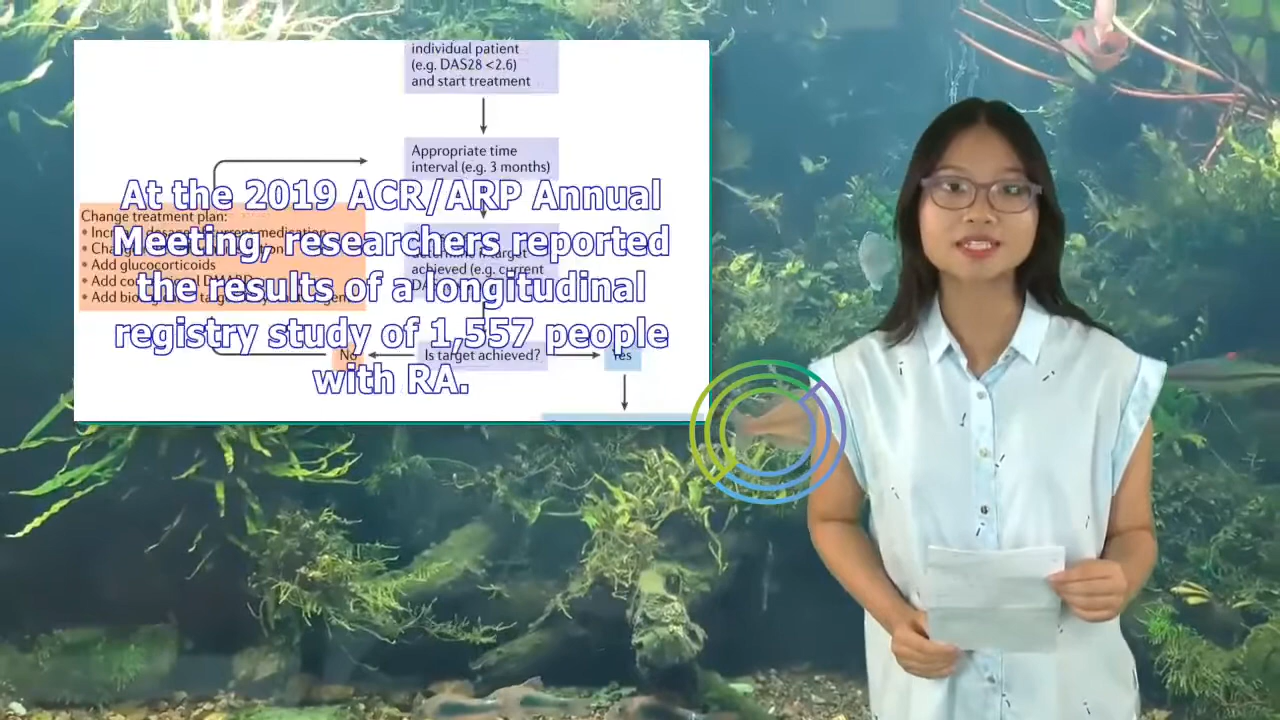 individual patient
(e.g. DAS28 <2.6)
and start treatment
Appropriate time
interval (e.g. 3 months)
At the 2019 ACR/ARP Annual
Meeting, researchers reported
the results of a longitudinal
registry study of 1,557 people
with RA.
Change treatment plan:
• Add glucocorticoids
achieved (e.g. current
No
Is target achieved?
Yes